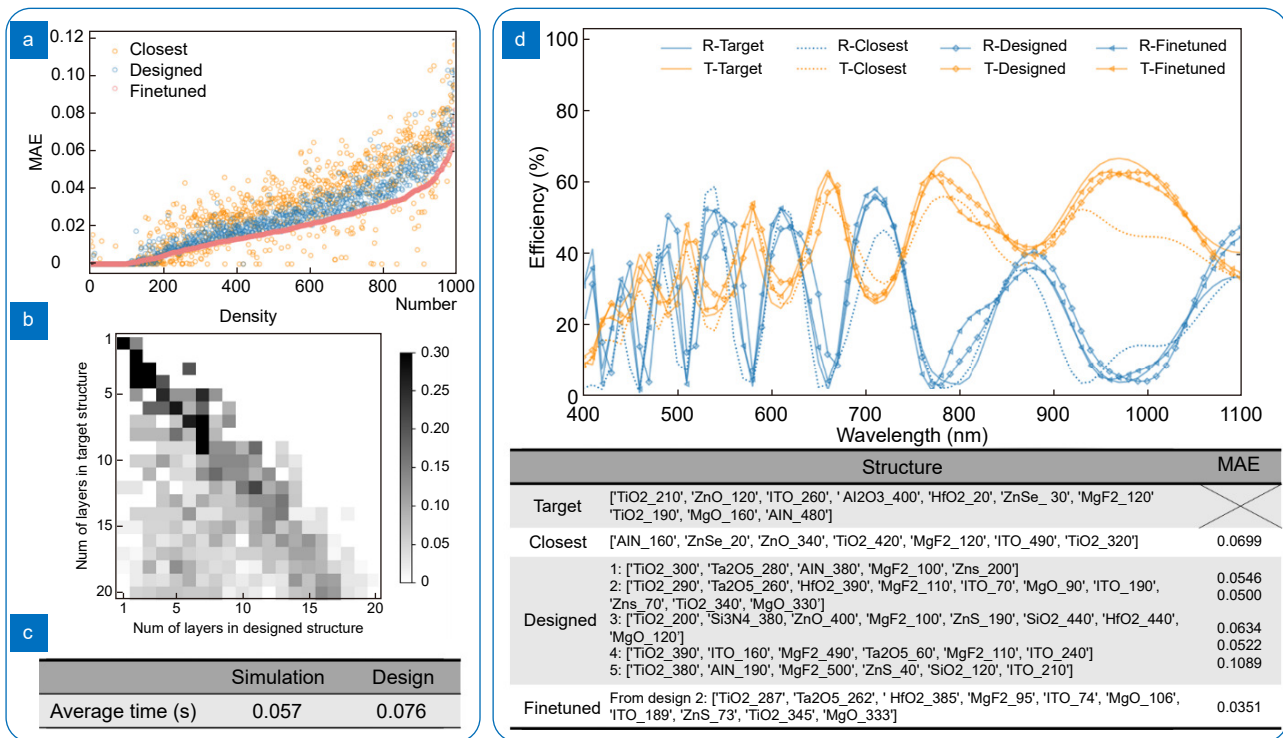 a
0.12
0.10
0.08
0.06
0.04
0.02
0
MAE
Closest
Designed
Finetuned
0
200
400
600
800
1000
Number
b
Density
1
5
10
15
20
Num of layers in target structure
1
5
10
15
20
Num of layers in designed structure
0.30
0.25
0.20
0.15
0.10
0.05
0
c
Simulation Design
Average time (s) 0.057 0.076
d
100
80
60
40
20
0
Efficiency (%)
R-Target R-Closest R-Designed R-Finetuned
T-Target T-Closest T-Designed T-Finetuned
400 500 600 700 800 900 1000 1100
Wavelength (nm)
Structure MAE
Target
['TiO2_210', 'ZnO_120', 'ITO_260', ' Al2O3_400', 'HfO2_20', 'ZnSe_ 30', 'MgF2_120'
'TiO2_190', 'MgO_160', 'AlN_480']
Closest ['AlN_160', 'ZnSe_20', 'ZnO_340', 'TiO2_420', 'MgF2_120', 'ITO_490', 'TiO2_320'] 0.0699
Designed
1: ['TiO2_300', 'Ta2O5_280', 'AlN_380', 'MgF2_100', 'Zns_200'] 0.0546
2: ['TiO2_290', 'Ta2O5_260', 'HfO2_390', 'MgF2_110', 'ITO_70', 'MgO_90', 'ITO_190', 0.0500
'Zns_70', 'TiO2_340', 'MgO_330']
3: ['TiO2_200', 'Si3N4_380, 'ZnO_400', 'MgF2_100', 'ZnS_190', 'SiO2_440', 'HfO2_440', 0.0634
'MgO_120']
4: ['TiO2_390', 'ITO_160', 'MgF2_490', 'Ta2O5_60', 'MgF2_110', 'ITO_240'] 0.0522
5: ['TiO2_380', 'AlN_190', 'MgF2_500', 'ZnS_40', 'SiO2_120', 'ITO_210'] 0.1089
Finetuned
From design 2: ['TiO2_287', 'Ta2O5_262', ' HfO2_385', 'MgF2_95', 'ITO_74', 'MgO_106', 0.0351
'ITO_189', 'ZnS_73', 'TiO2_345', 'MgO_333']